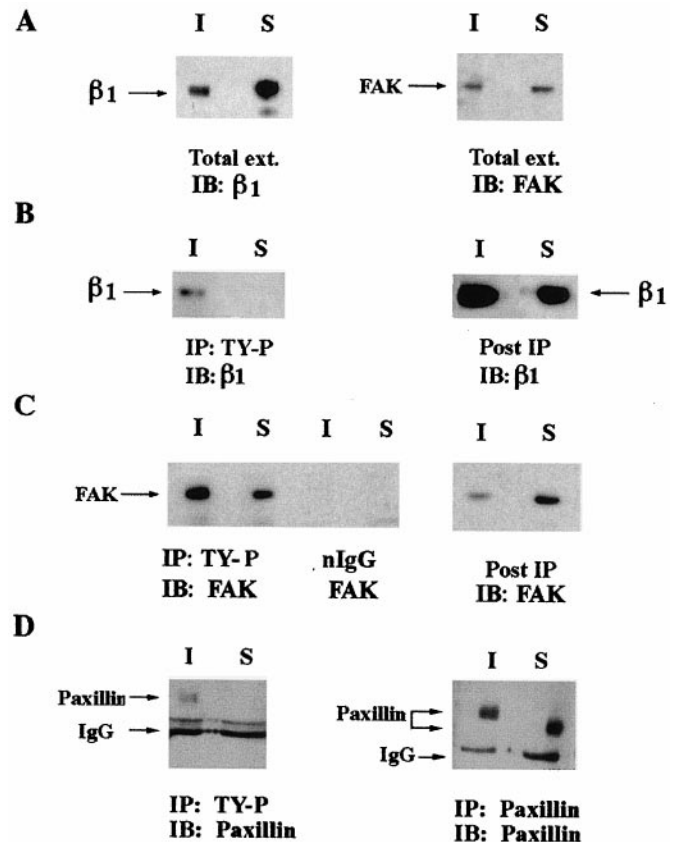 A
I S
I S
β1
FAK
Total ext.
IB: β1
Total ext.
IB: FAK
B
I S
I S
β1
β1
IP: TY-P
IB: β1
Post IP
IB: β1
C
I S I S
I S
FAK
IP: TY-P nIgG
IB: FAK FAK
Post IP
IB: FAK
D
I S
I S
Paxillin
IgG
Paxillin
IgG
IP: TY-P
IB: Paxillin
IP: Paxillin
IB: Paxillin